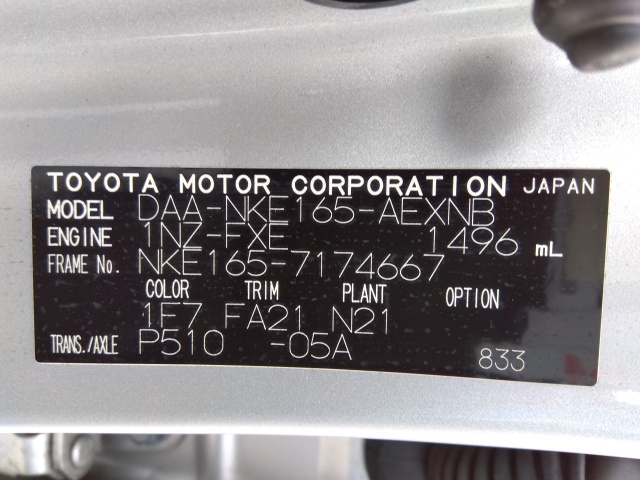 TOYOTA MOTOR CORPORATION JAPAN
MODEL DAA-NKE165-AEXNB
ENGINE 1NZ-FXE 1496 mL
FRAME No. NKE165-7174667
COLOR TRIM PLANT OPTION
1F7 FA21 N21
TRANS./AXLE P510 -05A 833